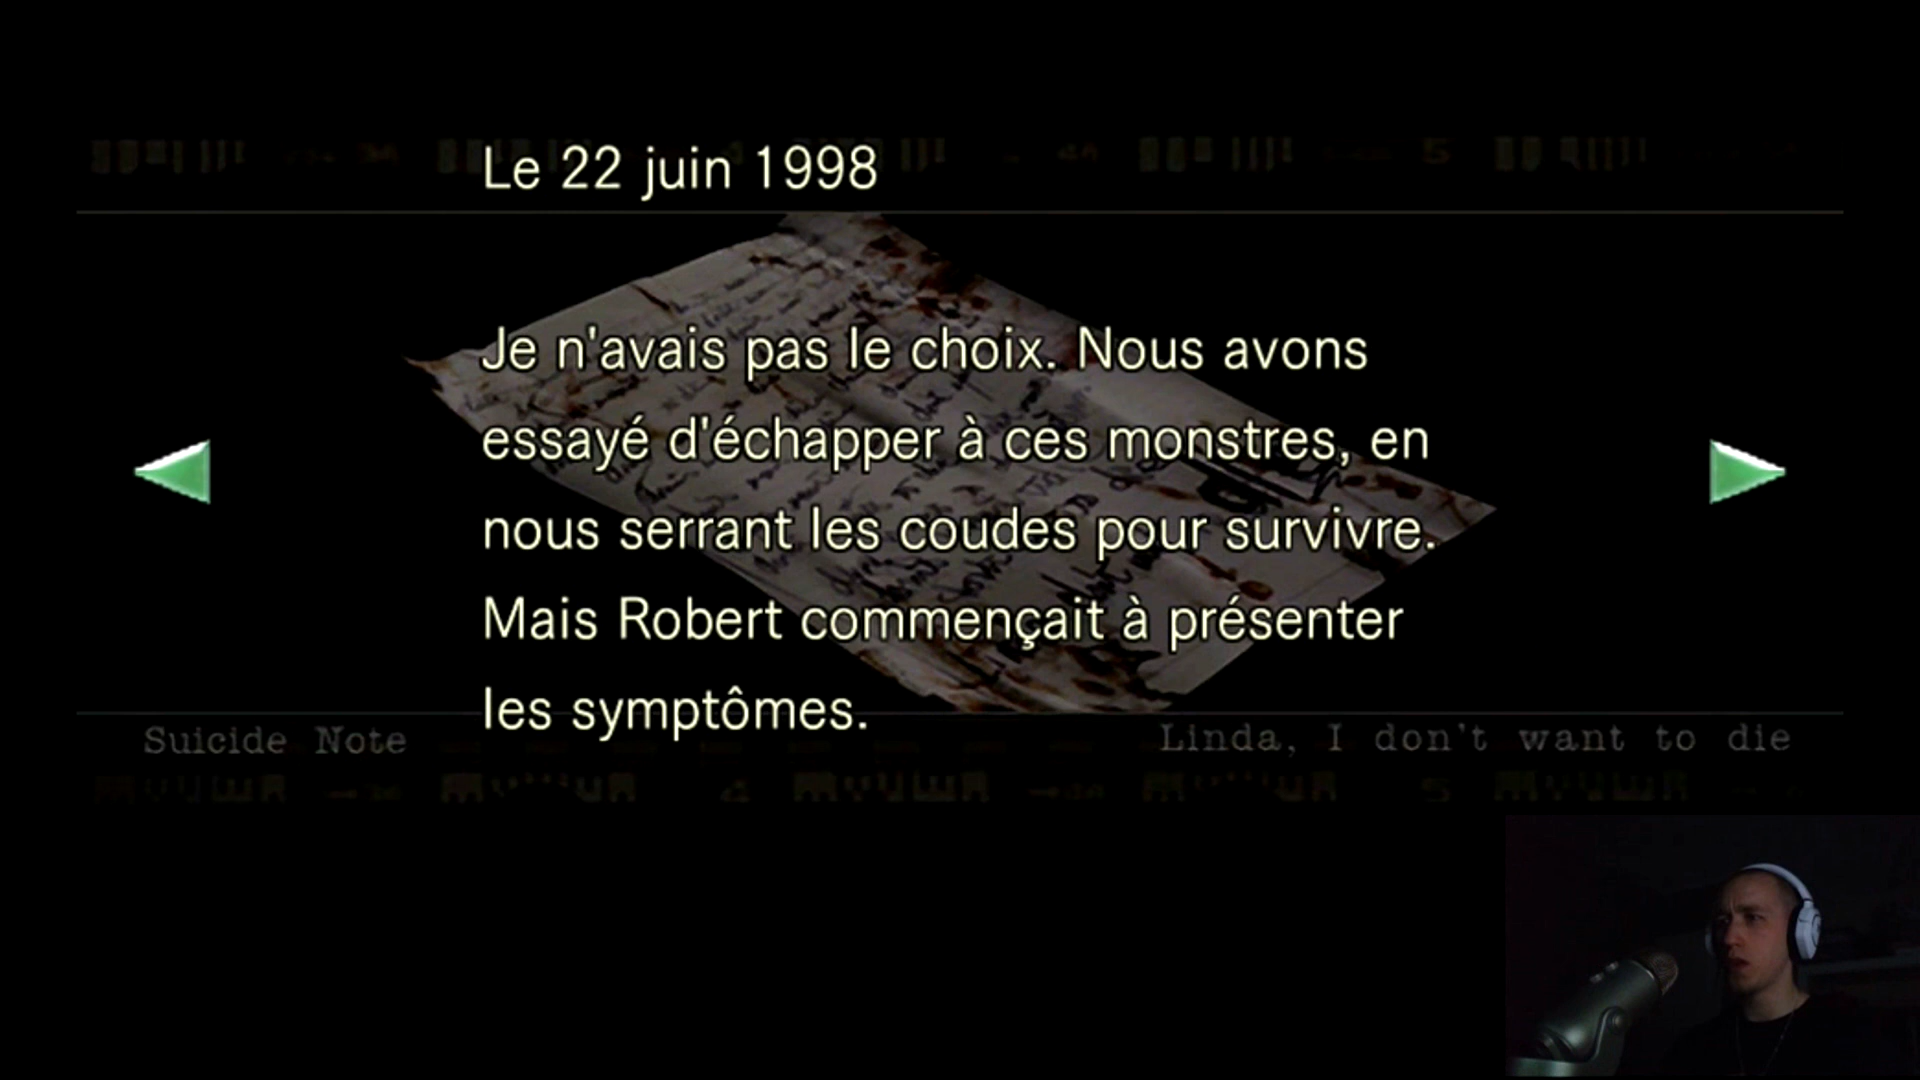 Le 22 juin 1998
Je n'avais pas le choix. Nous avons
essayé d'échapper à ces monstres, en
nous serrant les coudes pour survivre.
Mais Robert commençait à présenter
les symptômes.
Suicide Note
Linda, I don't want to die